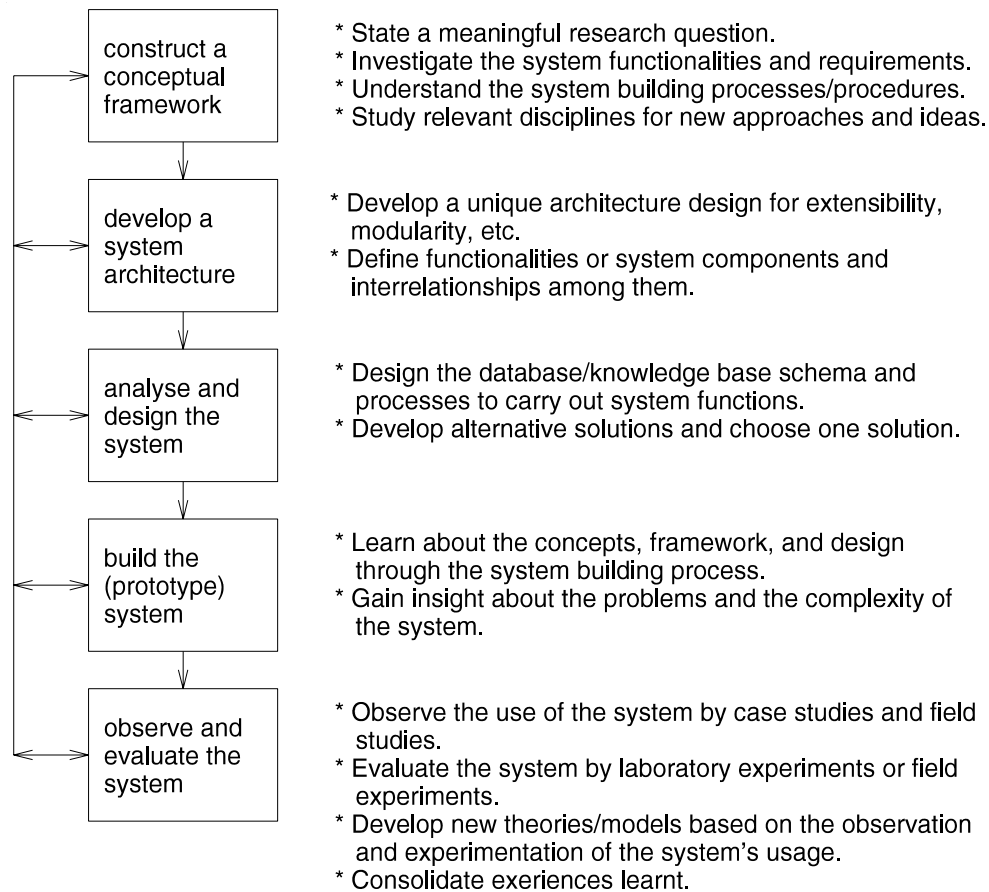 construct a
conceptual
framework
* State a meaningful research question.
* Investigate the system functionalities and requirements.
* Understand the system building processes/procedures.
* Study relevant disciplines for new approaches and ideas.
develop a
system
architecture
* Develop a unique architecture design for extensibility,
modularity, etc.
* Define functionalities or system components and
interrelationships among them.
analyse and
design the
system
* Design the database/knowledge base schema and
processes to carry out system functions.
* Develop alternative solutions and choose one solution.
build the
(prototype)
system
* Learn about the concepts, framework, and design
through the system building process.
* Gain insight about the problems and the complexity of
the system.
observe and
evaluate the
system
* Observe the use of the system by case studies and field
studies.
* Evaluate the system by laboratory experiments or field
experiments.
* Develop new theories/models based on the observation
and experimentation of the system's usage.
* Consolidate exeriences learnt.